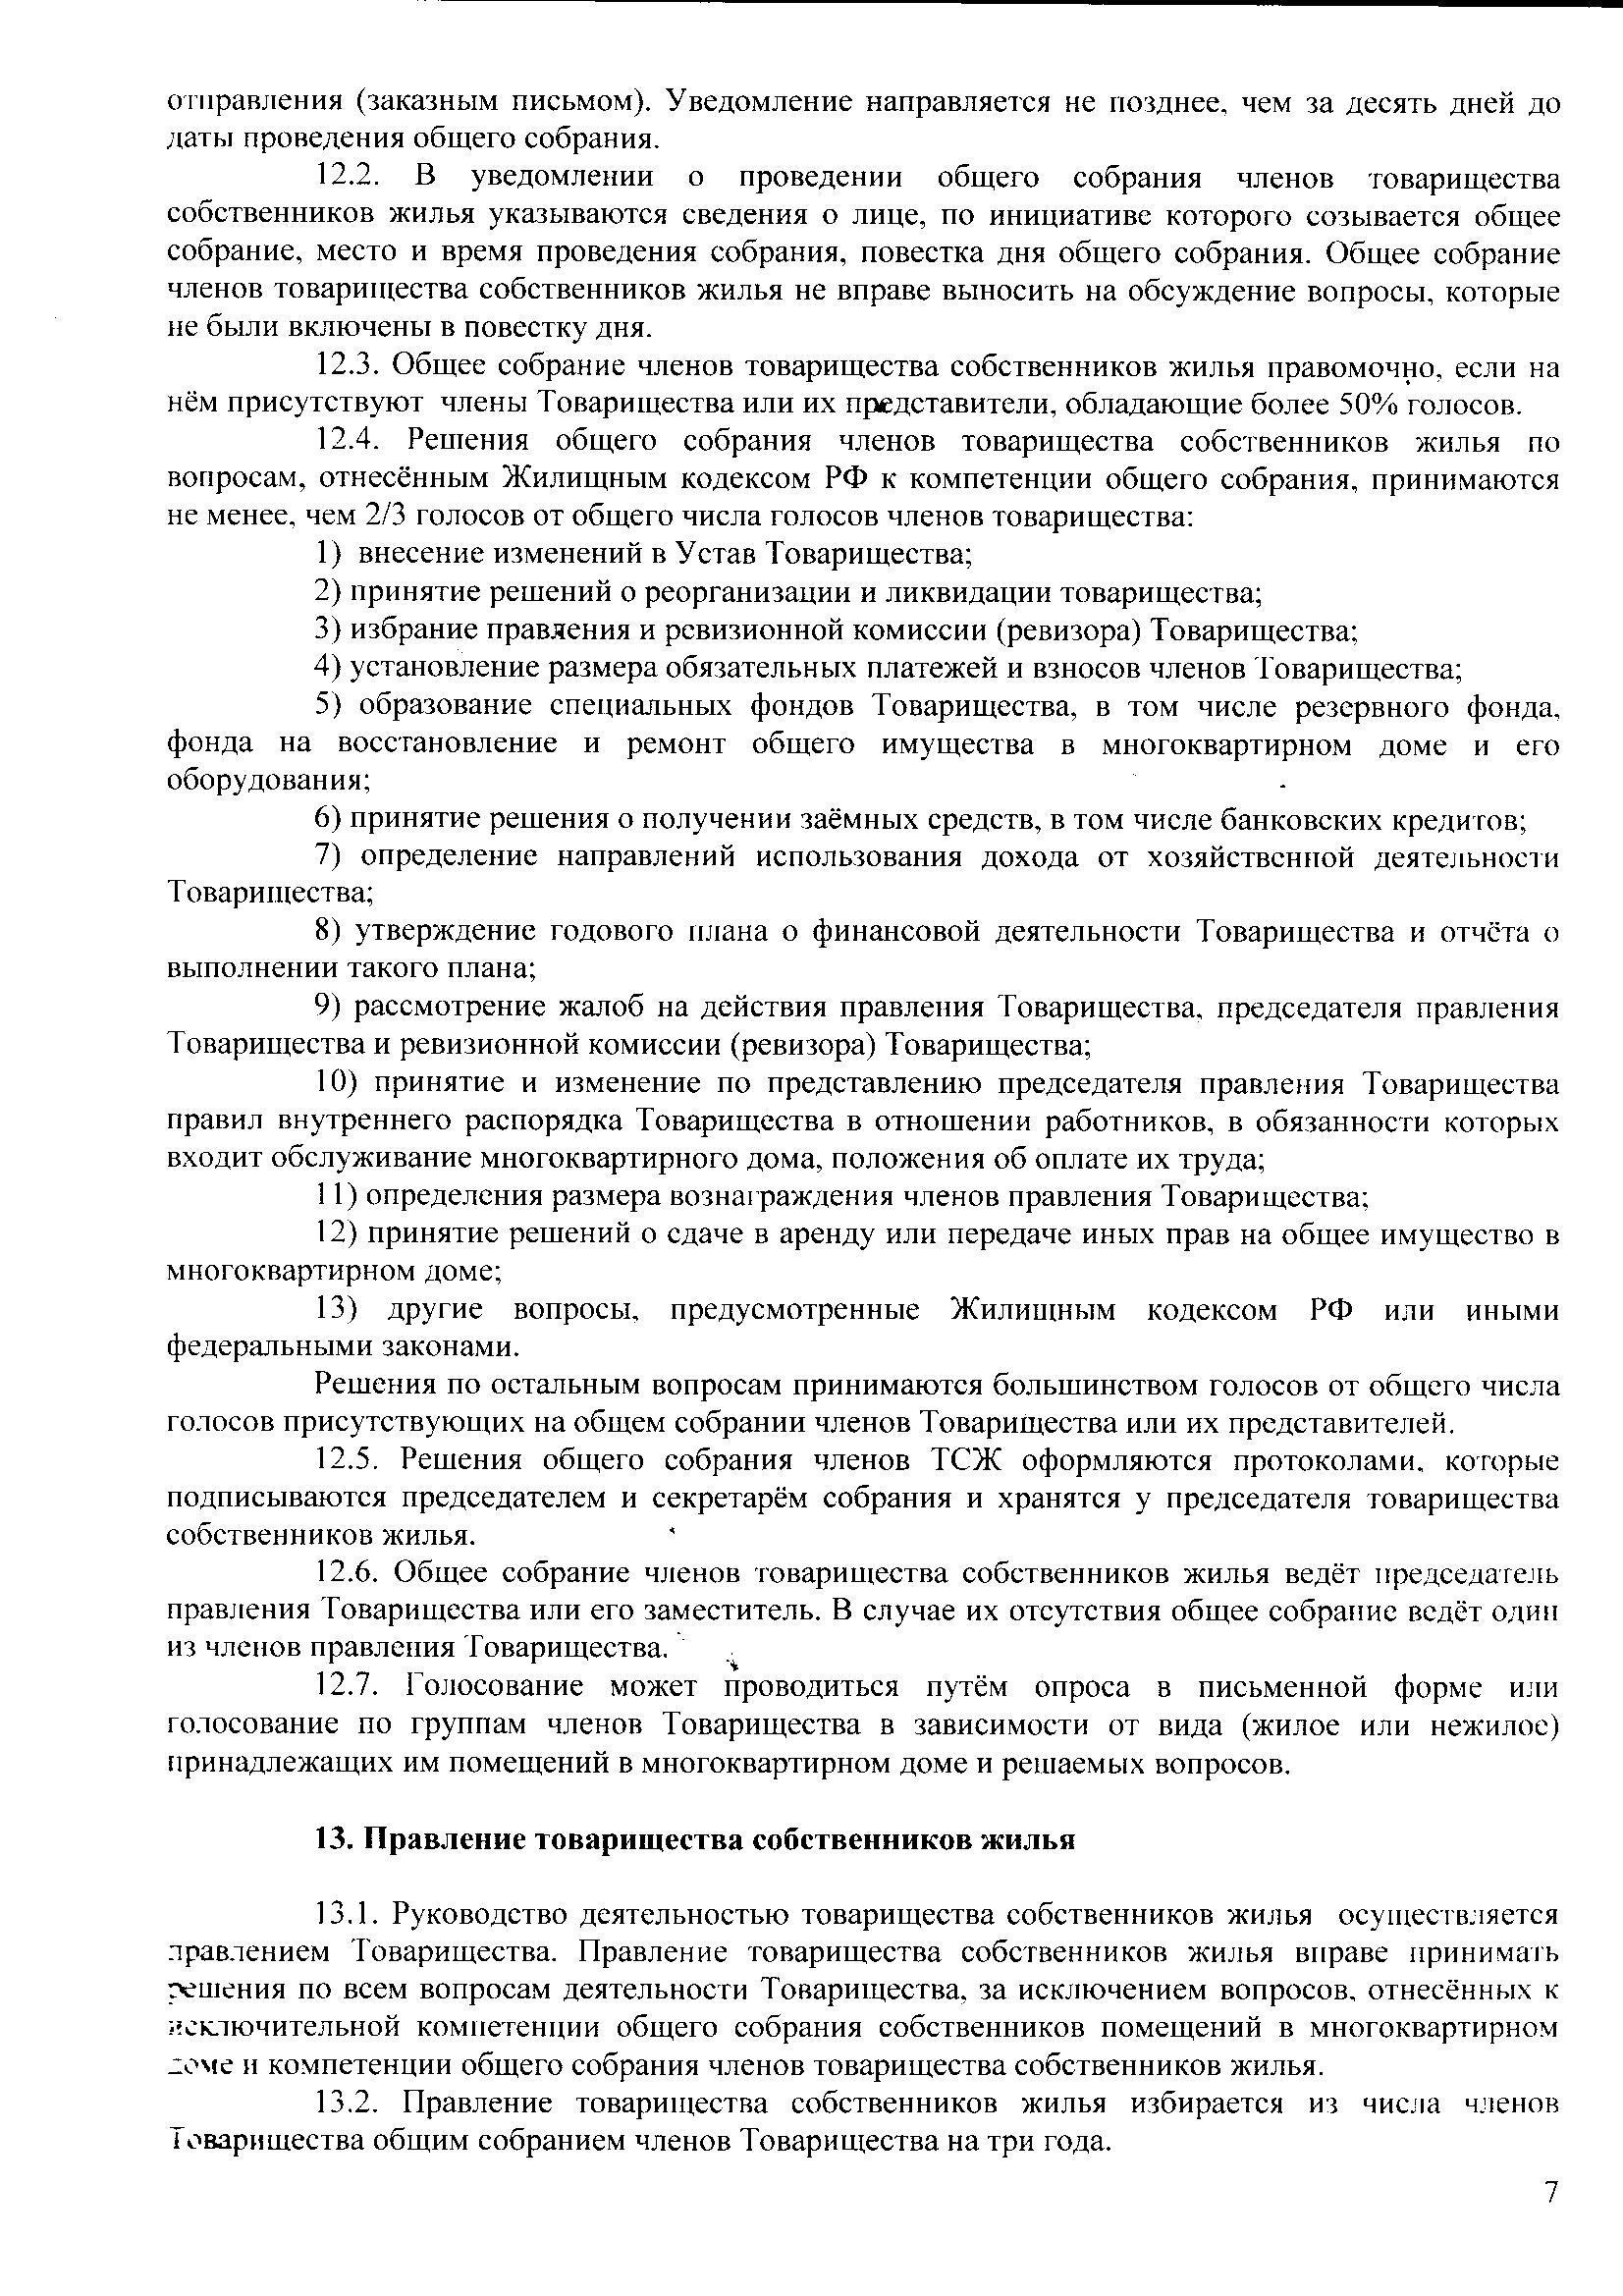 отправления (заказным письмом). Уведомление направляется не позднее, чем за десять дней до
даты проведения общего собрания.
12.2. В уведомлении о проведении общего собрания членов товарищества
собственников жилья указываются сведения о лице, по инициативе которого созывается общее
собрание, место и время проведения собрания, повестка дня общего собрания. Общее собрание
членов товарищества собственников жилья не вправе выносить на обсуждение вопросы, которые
не были включены в повестку дня.
12.3. Общее собрание членов товарищества собственников жилья правомочно, если на
нём присутствуют члены Товарищества или их представители, обладающие более 50% голосов.
12.4. Решения общего собрания членов товарищества собственников жилья по
вопросам, отнесённым Жилищным кодексом РФ к компетенции общего собрания, принимаются
не менее, чем 2/3 голосов от общего числа голосов членов товарищества:
1) внесение изменений в Устав Товарищества;
2) принятие решений о реорганизации и ликвидации товарищества;
3) избрание правления и ревизионной комиссии (ревизора) Товарищества;
4) установление размера обязательных платежей и взносов членов Товарищества;
5) образование специальных фондов Товарищества, в том числе резервного фонда,
фонда на восстановление и ремонт общего имущества в многоквартирном доме и его
оборудования;
6) принятие решения о получении заёмных средств, в том числе банковских кредитов;
7) определение направлений использования дохода от хозяйственной деятельности
Товарищества;
8) утверждение годового плана о финансовой деятельности Товарищества и отчёта о
выполнении такого плана;
9) рассмотрение жалоб на действия правления Товарищества, председателя правления
Товарищества и ревизионной комиссии (ревизора) Товарищества;
10) принятие и изменение по представлению председателя правления Товарищества
правил внутреннего распорядка Товарищества в отношении работников, в обязанности которых
входит обслуживание многоквартирного дома, положения об оплате их труда;
11) определения размера вознаграждения членов правления Товарищества;
12) принятие решений о сдаче в аренду или передаче иных прав на общее имущество в
многоквартирном доме;
13) другие вопросы, предусмотренные Жилищным кодексом РФ или иными
федеральными законами.
Решения по остальным вопросам принимаются большинством голосов от общего числа
голосов присутствующих на общем собрании членов Товарищества или их представителей.
12.5. Решения общего собрания членов ТСЖ оформляются протоколами, которые
подписываются председателем и секретарём собрания и хранятся у председателя товарищества
собственников жилья.
12.6. Общее собрание членов товарищества собственников жилья ведёт председатель
правления Товарищества или его заместитель. В случае их отсутствия общее собрание ведёт один
из членов правления Товарищества.
12.7. Голосование может проводиться путём опроса в письменной форме или
голосование по группам членов Товарищества в зависимости от вида (жилое или нежилое)
принадлежащих им помещений в многоквартирном доме и решаемых вопросов.
13. Правление товарищества собственников жилья
13.1. Руководство деятельностью товарищества собственников жилья осуществляется
правлением Товарищества. Правление товарищества собственников жилья вправе принимать
решения по всем вопросам деятельности Товарищества, за исключением вопросов, отнесённых к
исключительной компетенции общего собрания собственников помещений в многоквартирном
доме и компетенции общего собрания членов товарищества собственников жилья.
13.2. Правление товарищества собственников жилья избирается из числа членов
Товарищества общим собранием членов Товарищества на три года.
7